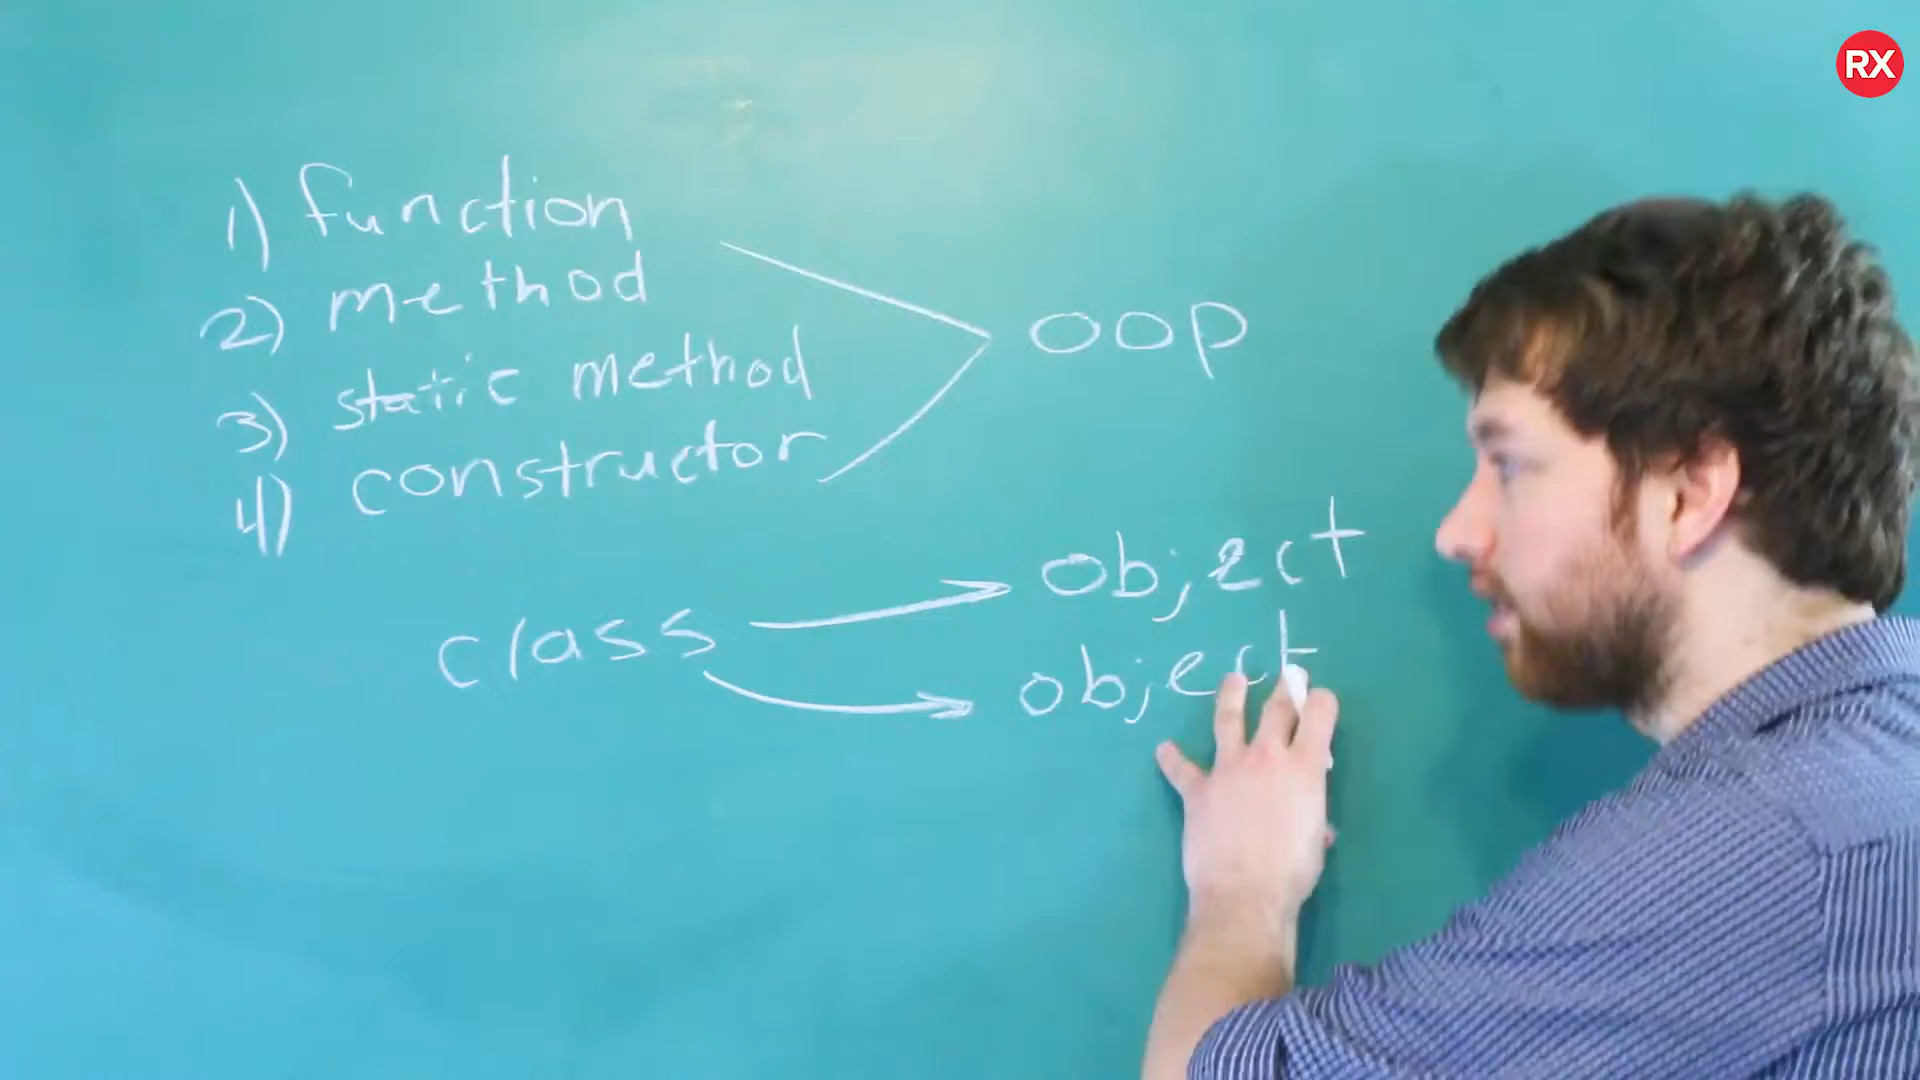 RX
1) function
2) method
3) static method
4) constructor
OOP
class
object
object